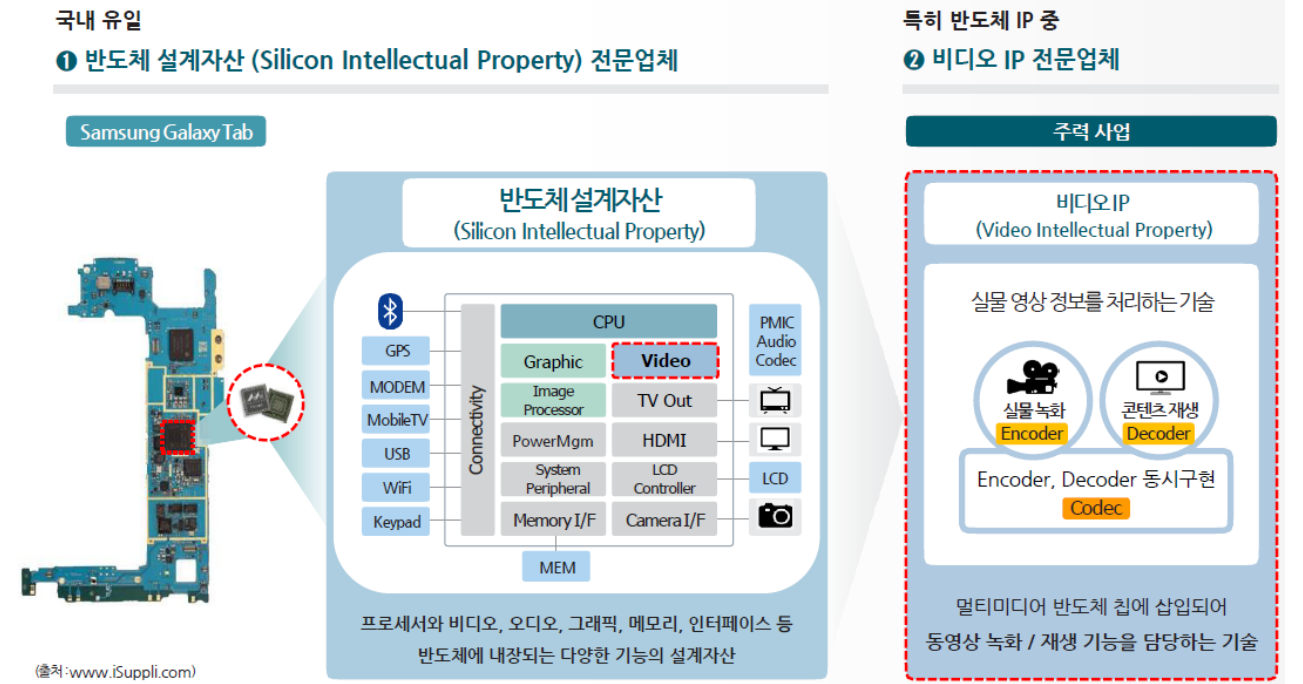 국내 유일
❶ 반도체 설계자산 (Silicon Intellectual Property) 전문업체
Samsung Galaxy Tab
반도체 설계자산
(Silicon Intellectual Property)
GPS
MODEM
MobileTV
USB
WiFi
Keypad
Connectivity
CPU
Graphic
Video
Image
Processor
TV Out
PowerMgm
HDMI
System
Peripheral
LCD
Controller
Memory I/F
Camera I/F
PMIC
Audio
Codec
LCD
MEM
프로세서와 비디오, 오디오, 그래픽, 메모리, 인터페이스 등
반도체에 내장되는 다양한 기능의 설계자산
(출처:www.iSuppli.com)
특히 반도체 IP 중
❷ 비디오 IP 전문업체
주력 사업
비디오 IP
(Video Intellectual Property)
실물 영상 정보를 처리하는 기술
실물 녹화
Encoder
콘텐츠 재생
Decoder
Encoder, Decoder 동시구현
Codec
멀티미디어 반도체 칩에 삽입되어
동영상 녹화 / 재생 기능을 담당하는 기술